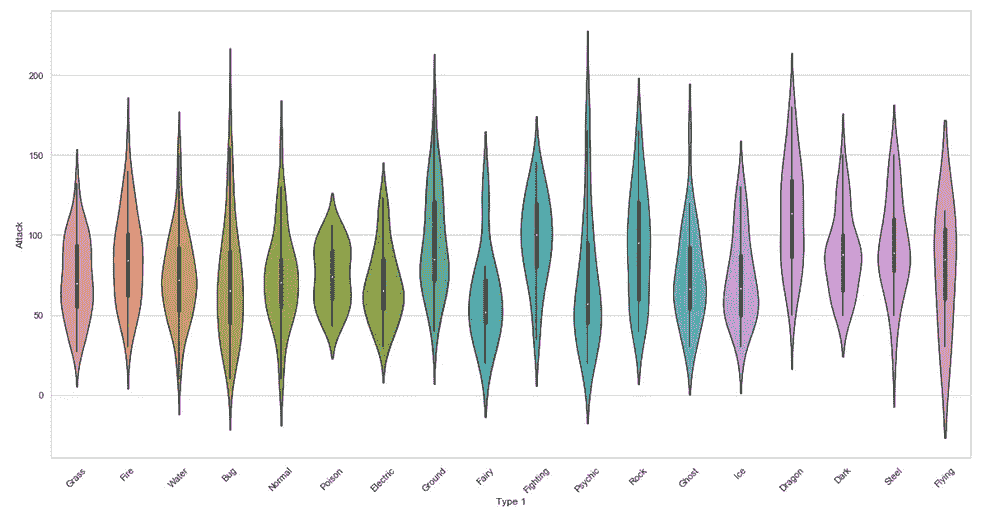 200
150
100
50
0
Attack
Grass Fire Water Bug Normal Poison Electric Ground Fairy Fighting Psychic Rock Ghost Ice Dragon Dark Steel Flying
Type 1